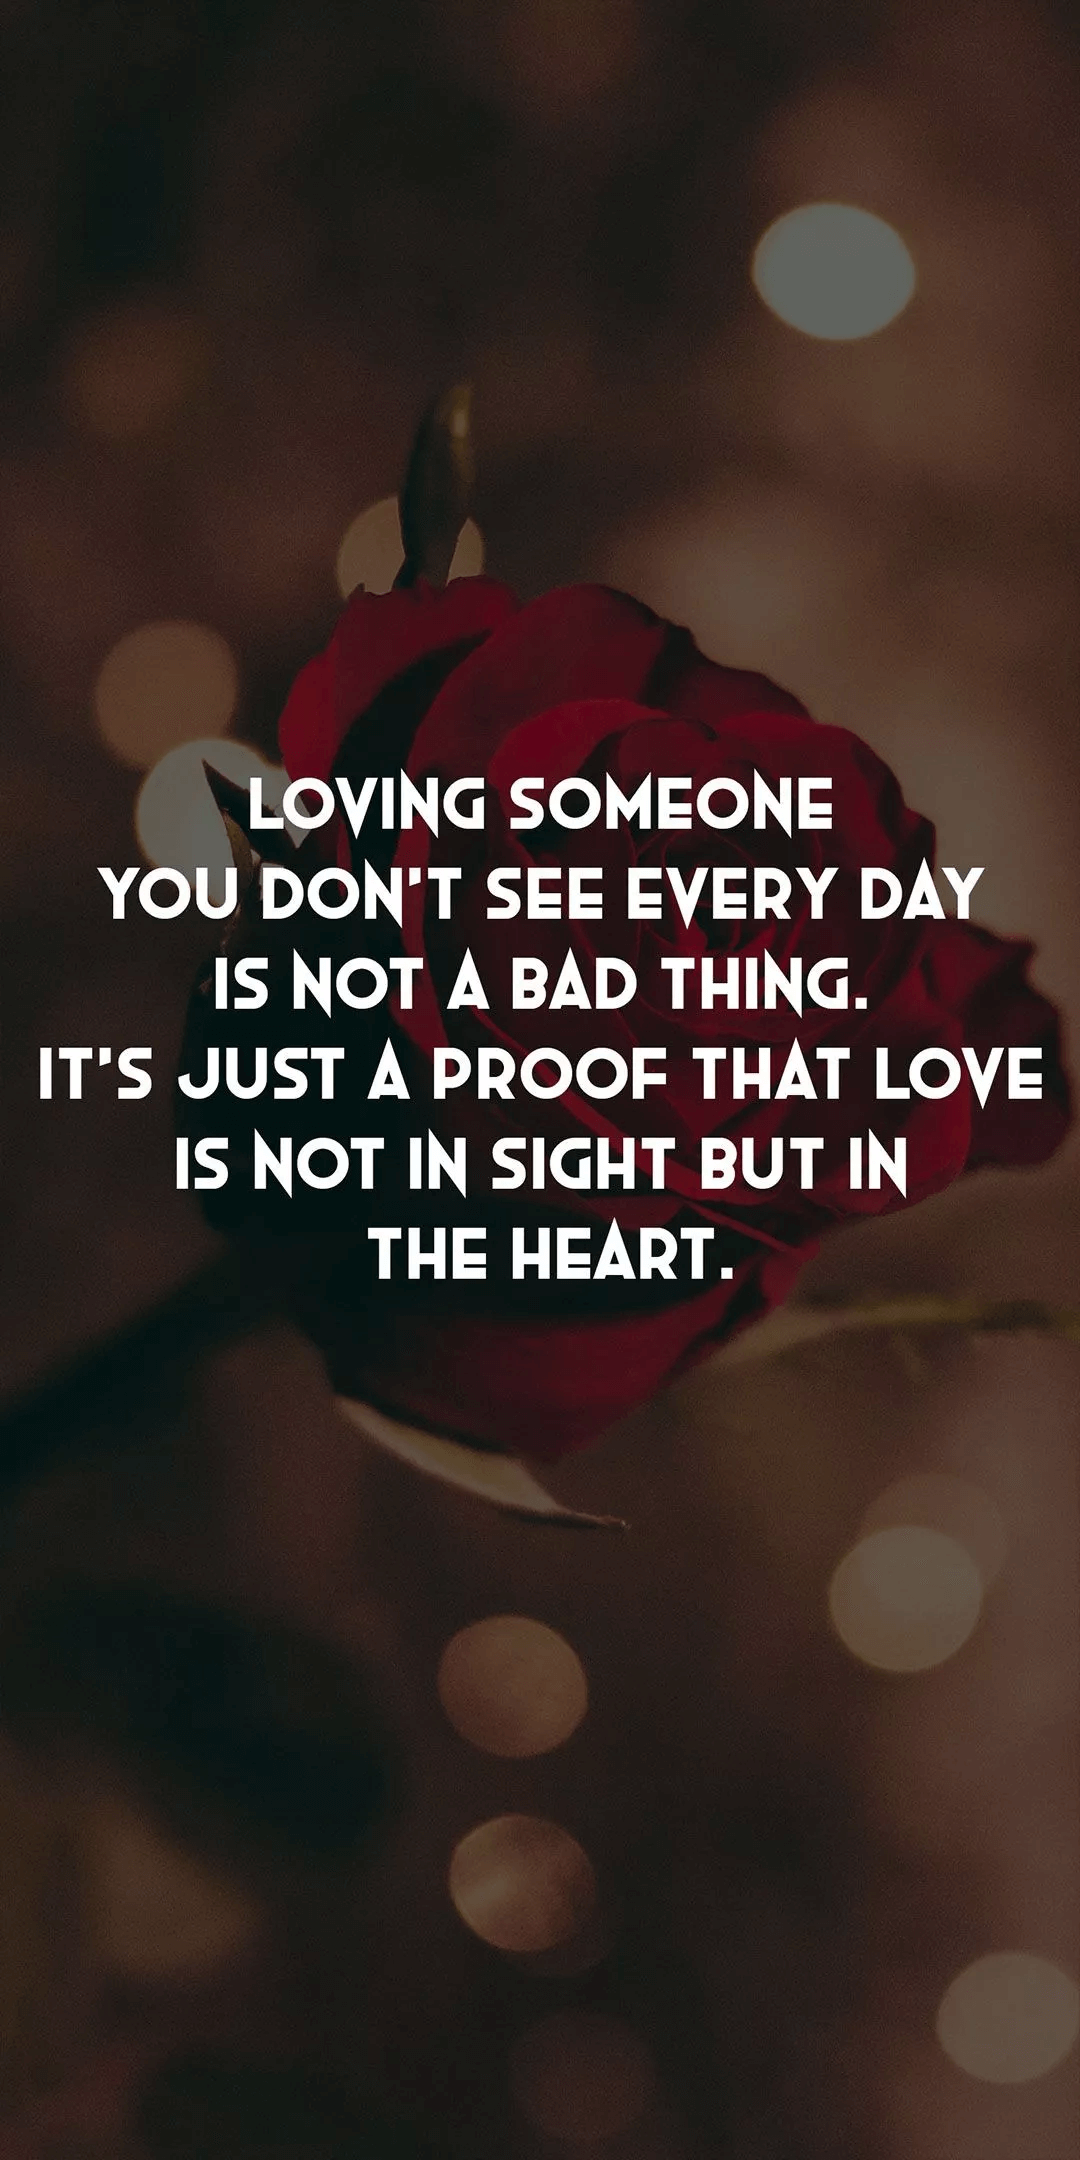 LOVING SOMEONE
YOU DON'T SEE EVERY DAY
IS NOT A BAD THING.
IT'S JUST A PROOF THAT LOVE
IS NOT IN SIGHT BUT IN
THE HEART.